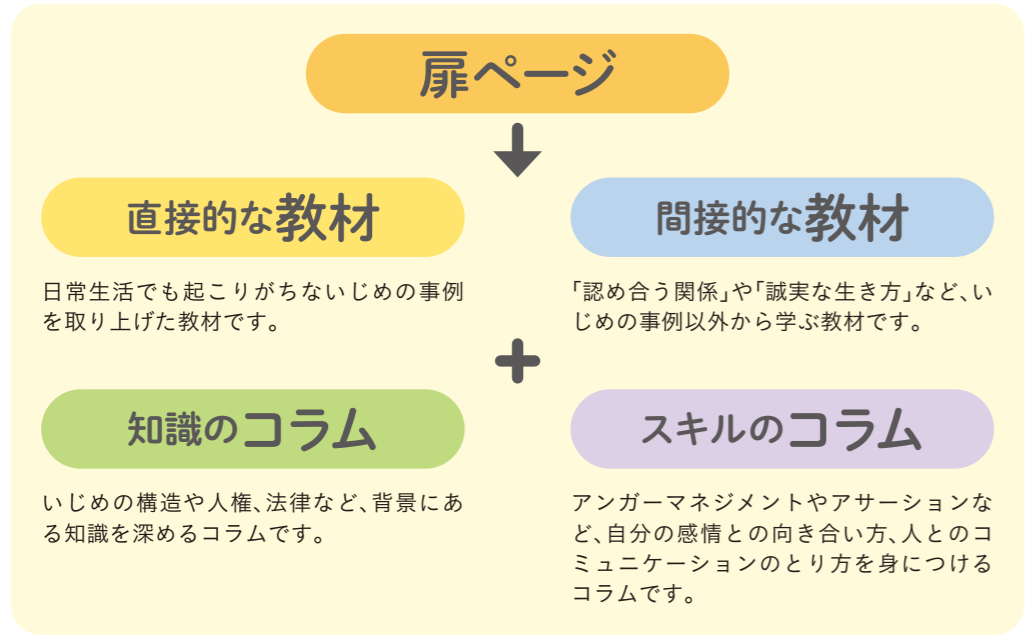 扉ページ
直接的な教材
日常生活でも起こりがちないじめの事例
を取り上げた教材です。
間接的な教材
「認め合う関係」や「誠実な生き方」など、い
じめの事例以外から学ぶ教材です。
知識のコラム
いじめの構造や人権、法律など、背景にあ
る知識を深めるコラムです。
スキルのコラム
アンガーマネジメントやアサーションな
ど、自分の感情との向き合い方、人とのコ
ミュニケーションのとり方を身につける
コラムです。